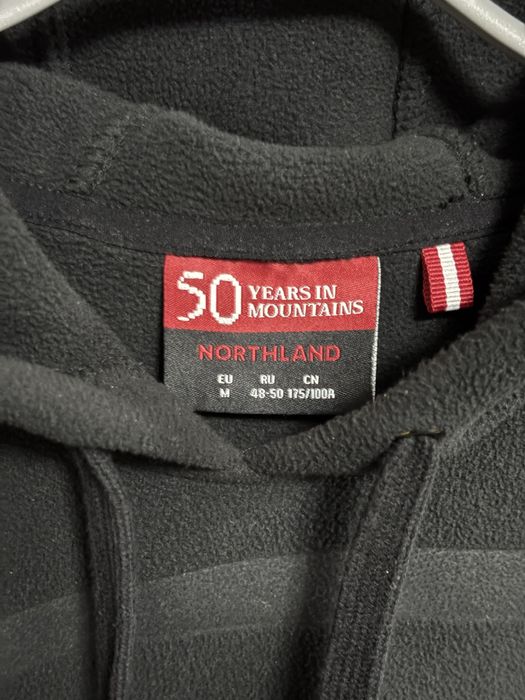 50 YEARS IN
MOUNTAINS
NORTHLAND
EU RU CN
M 48-50 175/100A